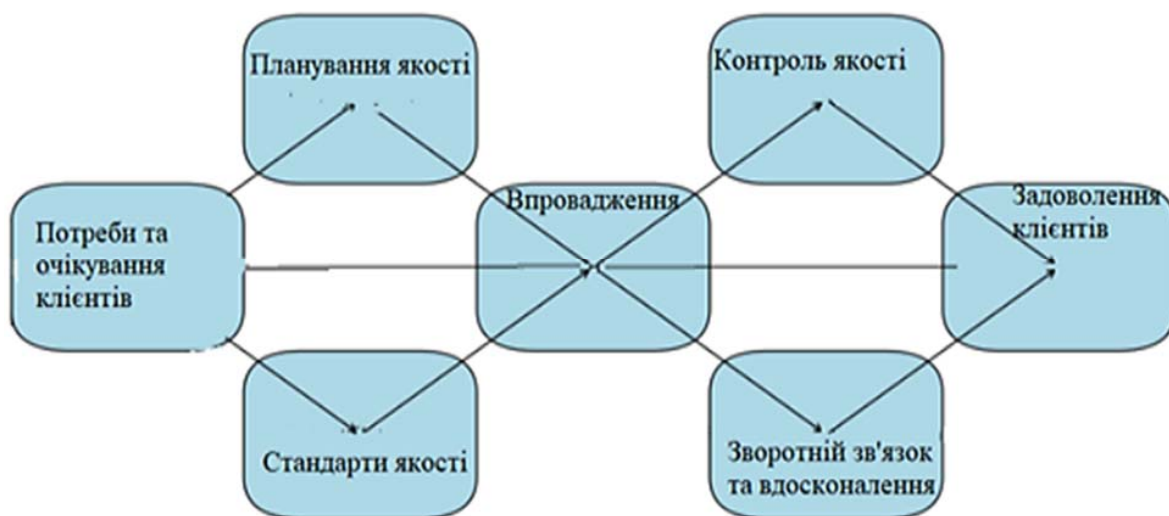 Планування якості
Контроль якості
Потреби та
очікування
клієнтів
Впровадження
Задоволення
клієнтів
Стандарти якості
Зворотній зв'язок
та вдосконалення